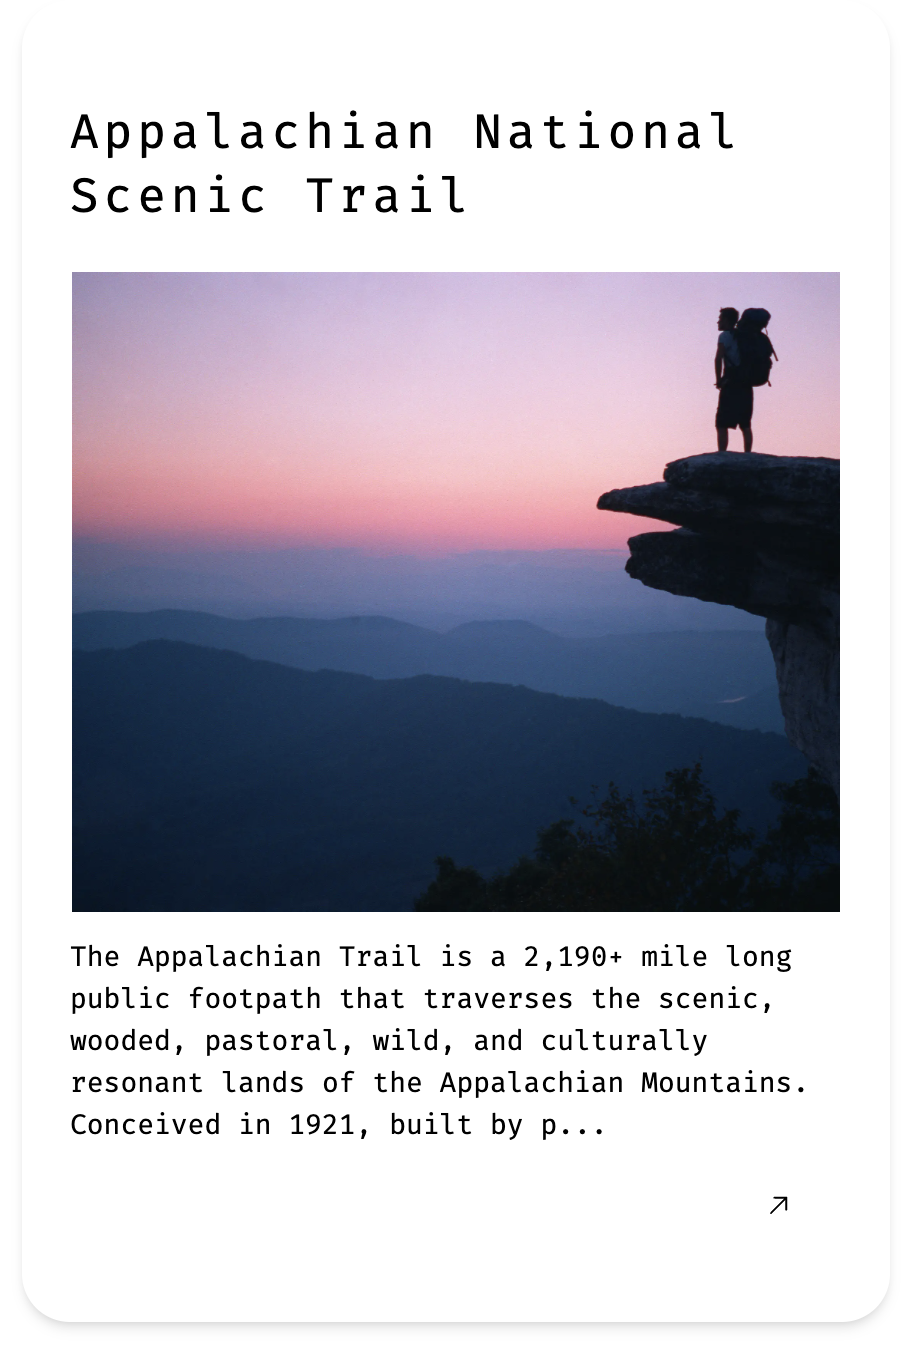 Appalachian National
Scenic Trail
The Appalachian Trail is a 2,190+ mile long
public footpath that traverses the scenic,
wooded, pastoral, wild, and culturally
resonant lands of the Appalachian Mountains.
Conceived in 1921, built by p...